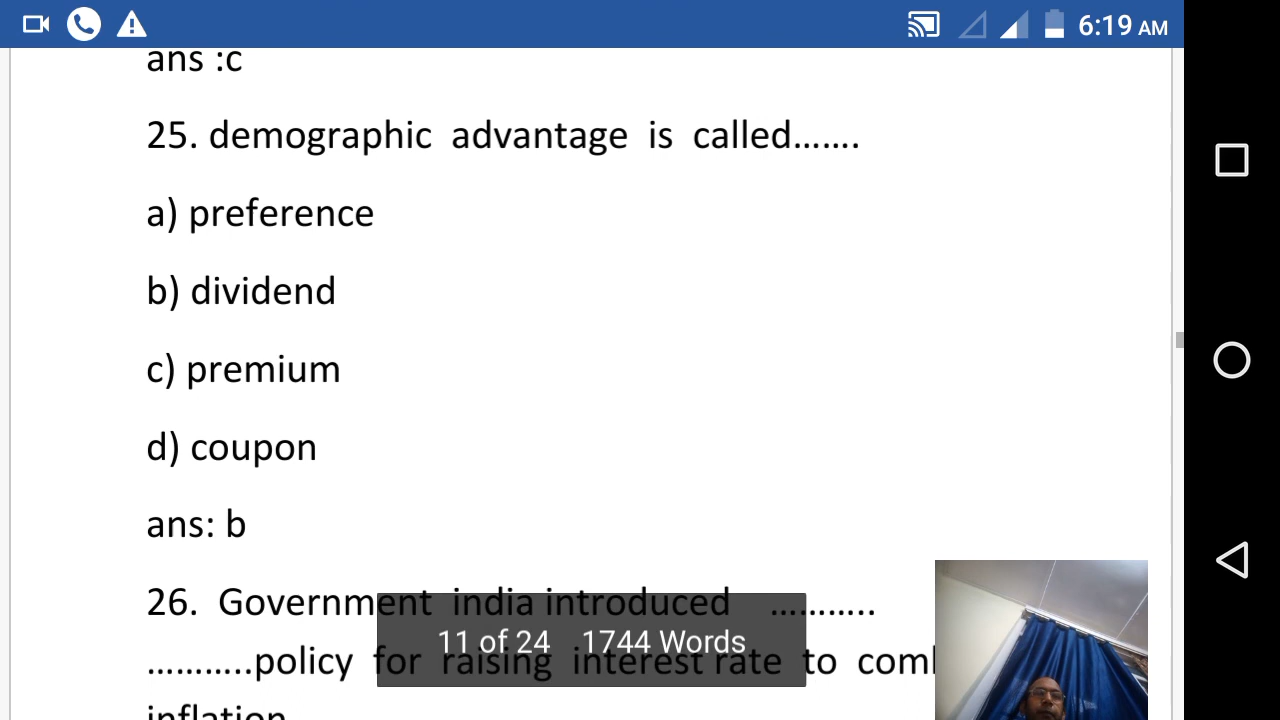 6:19 AM
ans :c
25. demographic advantage is called.......
a) preference
b) dividend
c) premium
d) coupon
ans: b
26. Government india introduced ...........
11 of 24 1744 Words
...........policy for raising interest rate to
inflation